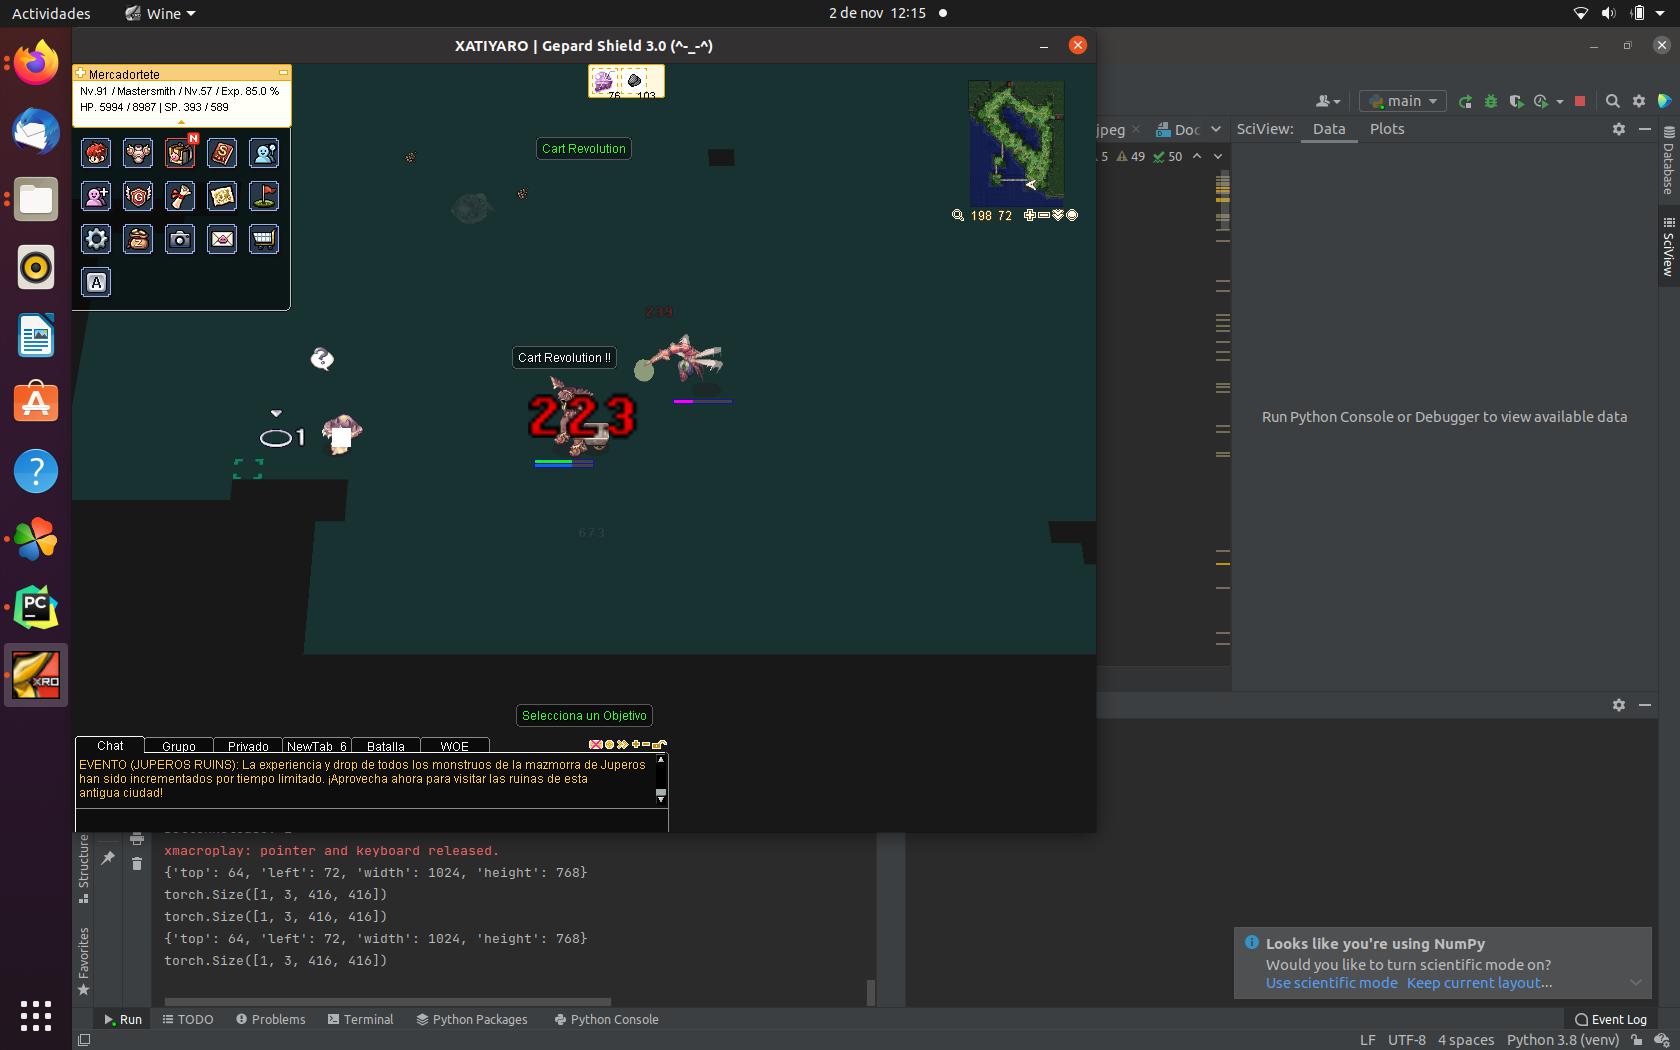 Actividades
Wine
2 de nov 12:15
XATIYARO | Gepard Shield 3.0 (^-_-^)
Mercadortete
Nv.91 / Mastersmith / Nv.57 / Exp. 85.0 %
HP. 5994 / 8987 | SP. 393 / 589
N
A
76 103
Cart Revolution
198 72
239
Cart Revolution !!
223
1
673
Selecciona un Objetivo
Chat Grupo Privado NewTab_6 Batalla WOE
EVENTO (JUPEROS RUINS): La experiencia y drop de todos los monstruos de la mazmorra de Juperos
han sido incrementados por tiempo limitado. ¡Aprovecha ahora para visitar las ruinas de esta
antigua ciudad!
main
jpeg Doc SciView: Data Plots
5 49 50
Database
SciView
Run Python Console or Debugger to view available data
PC
XRO
Structure
Favorites
xmacroplay: pointer and keyboard released.
{'top': 64, 'left': 72, 'width': 1024, 'height': 768}
torch.Size([1, 3, 416, 416])
torch.Size([1, 3, 416, 416])
{'top': 64, 'left': 72, 'width': 1024, 'height': 768}
torch.Size([1, 3, 416, 416])
Looks like you're using NumPy
Would you like to turn scientific mode on?
Use scientific mode Keep current layout...
Run TODO Problems Terminal Python Packages Python Console Event Log
LF UTF-8 4 spaces Python 3.8 (venv)